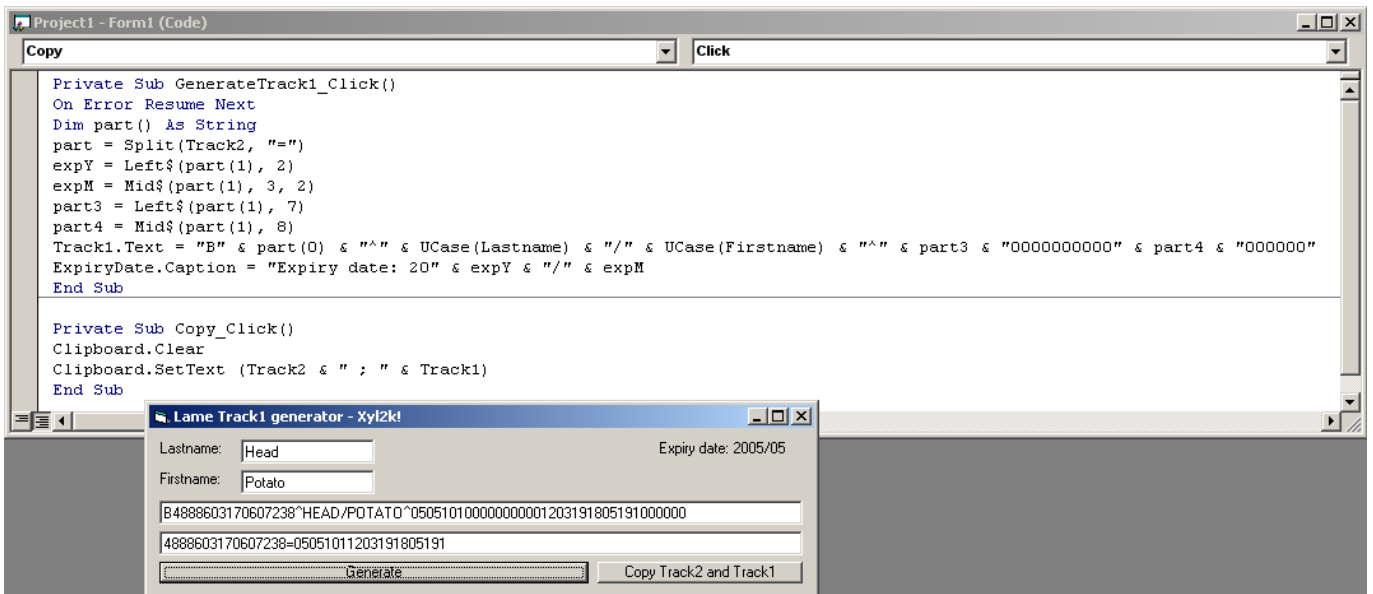 Project1 - Form1 (Code)
Copy Click
Private Sub GenerateTrack1_Click()
On Error Resume Next
Dim part() As String
part = Split(Track2, "=")
expY = Left$(part(1), 2)
expM = Mid$(part(1), 3, 2)
part3 = Left$(part(1), 7)
part4 = Mid$(part(1), 8)
Track1.Text = "B" & part(0) & "^" & UCase(Lastname) & "/" & UCase(Firstname) & "^" & part3 & "0000000000" & part4 & "000000"
ExpiryDate.Caption = "Expiry date: 20" & expY & "/" & expM
End Sub
Private Sub Copy_Click()
Clipboard.Clear
Clipboard.SetText (Track2 & " ; " & Track1)
End Sub
Lame Track1 generator - Xyl2k!
Lastname: Head Expiry date: 2005/05
Firstname: Potato
B4888603170607238^HEAD/POTATO^050510100000000001203191805191000000
4888603170607238=05051011203191805191
Generate Copy Track2 and Track1